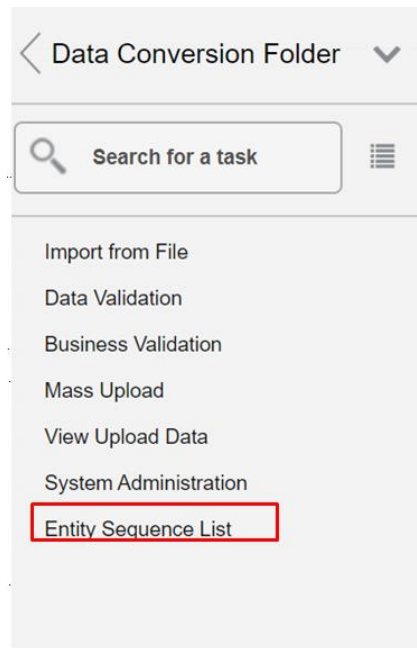 Data Conversion Folder
Search for a task
Import from File
Data Validation
Business Validation
Mass Upload
View Upload Data
System Administration
Entity Sequence List